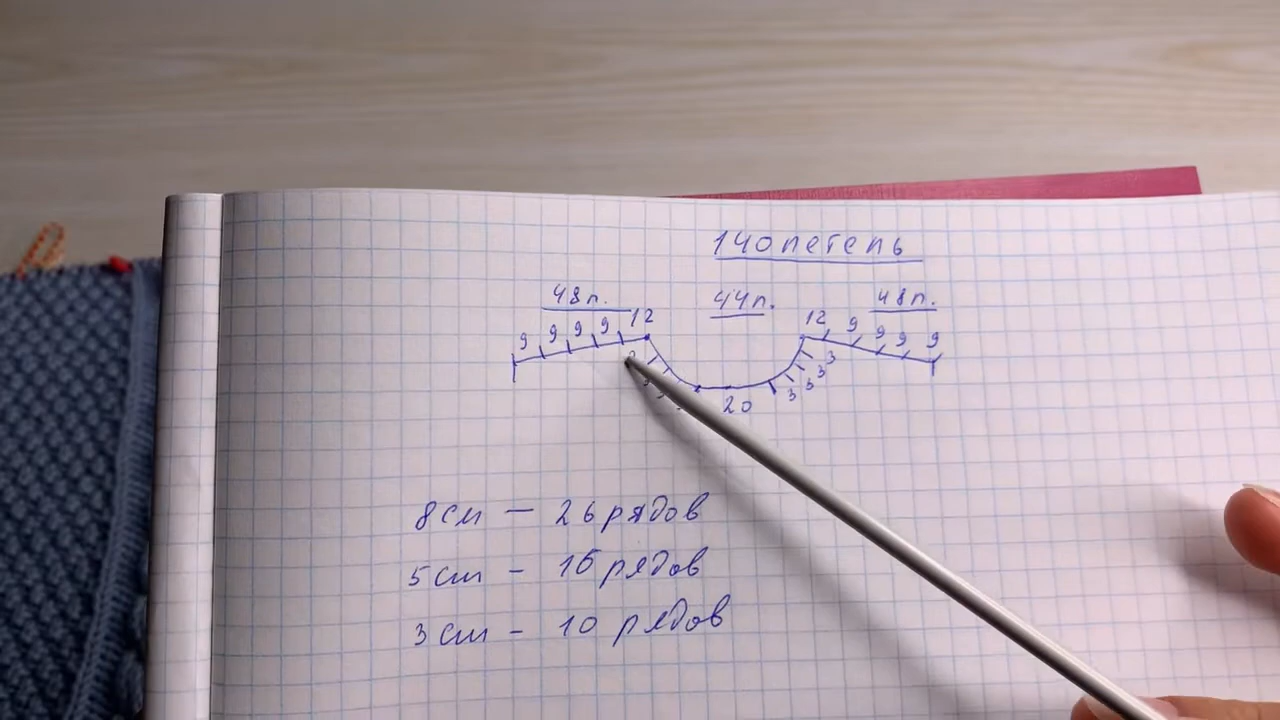 140 петель
48п. 44п. 48п.
9 9 9 9 12 12 9 9 9 9
3 3 3 3
20
8см — 26 рядов
5см - 16 рядов
3см - 10 рядов